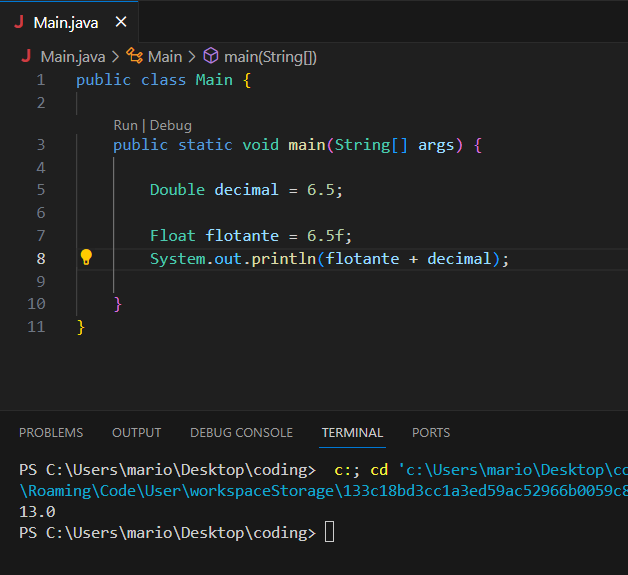 J Main.java ×
J Main.java > Main > main(String[])
1 public class Main {
2
Run | Debug
3 public static void main(String[] args) {
4
5 Double decimal = 6.5;
6
7 Float flotante = 6.5f;
8 System.out.println(flotante + decimal);
9
10 }
11 }
PROBLEMS OUTPUT DEBUG CONSOLE TERMINAL PORTS
PS C:\Users\mario\Desktop\coding> c:; cd 'c:\Users\mario\Desktop\cc
\Roaming\Code\User\workspaceStorage\133c18bd3cc1a3ed59ac52966b0059c8
13.0
PS C:\Users\mario\Desktop\coding>